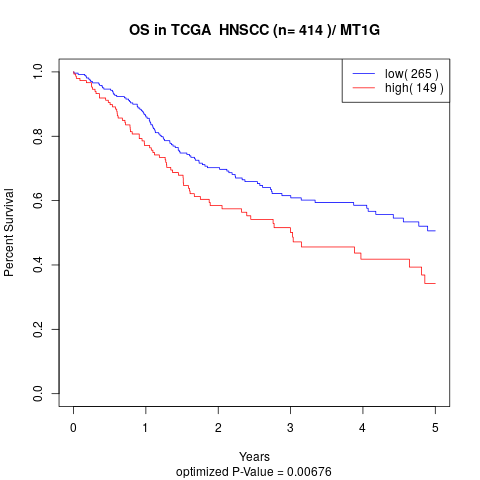 OS in TCGA  HNSCC (n= 414 )/ MT1G
low( 265 )
high( 149 )
Percent Survival
1.0
0.8
0.6
0.4
0.2
0.0
0 1 2 3 4 5
Years
optimized P-Value = 0.00676